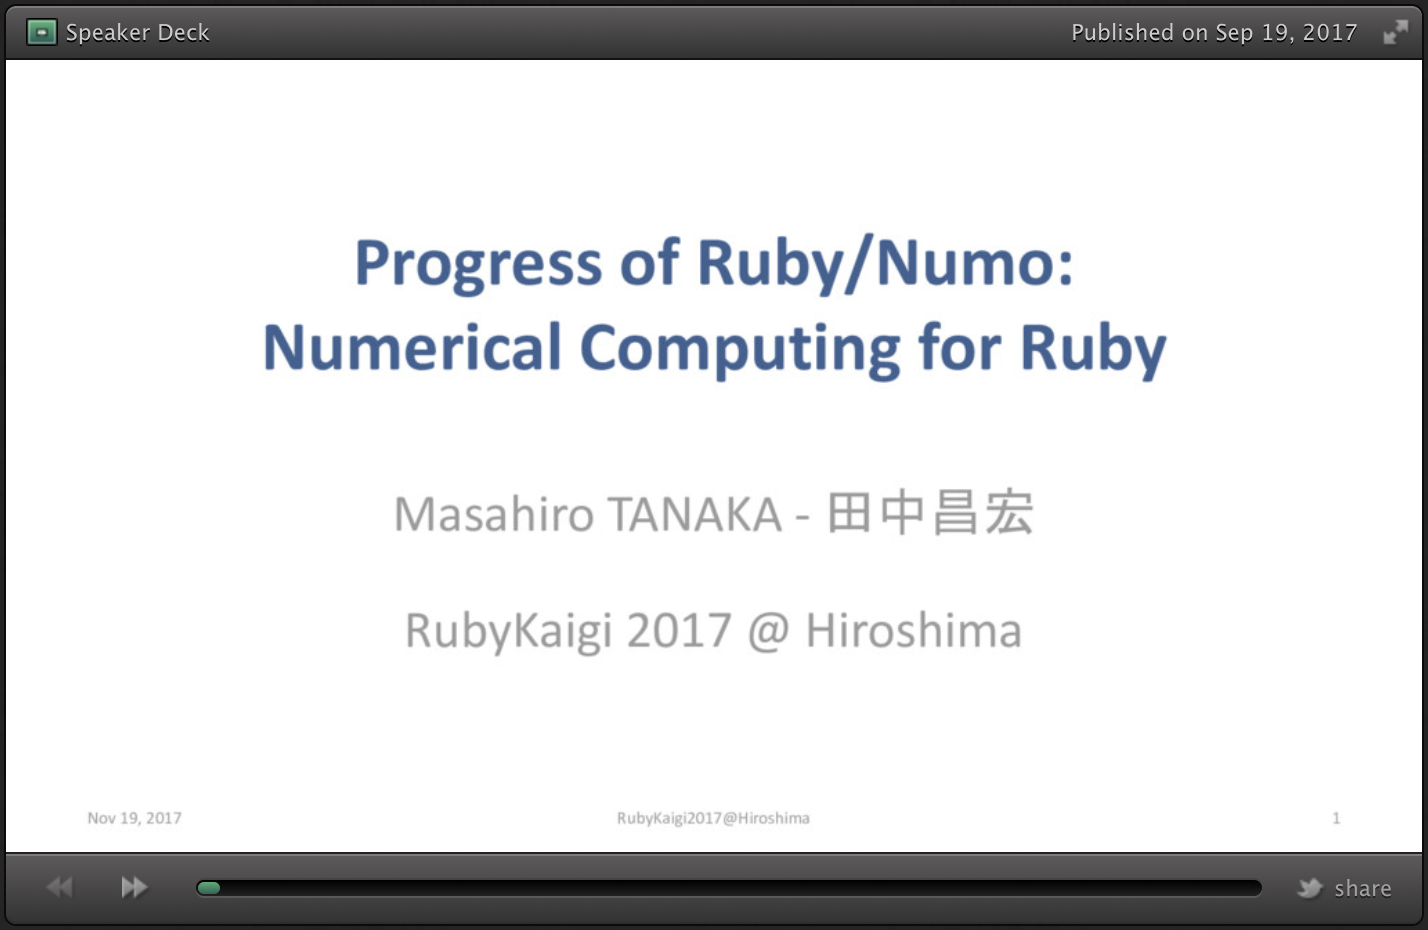 Speaker Deck
Published on Sep 19, 2017
Progress of Ruby/Numo:
Numerical Computing for Ruby
Masahiro TANAKA - 田中昌宏
RubyKaigi 2017 @ Hiroshima
Nov 19, 2017
RubyKaigi2017@Hiroshima
1
share